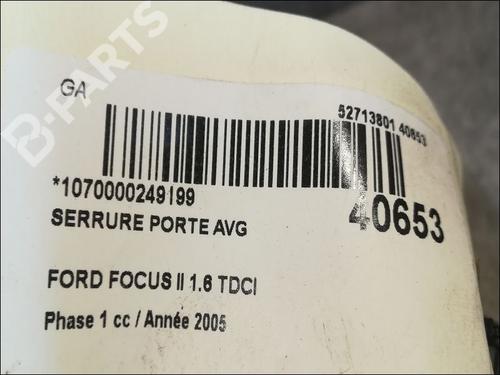 GA
52713801 40653
*1070000249199
40653
SERRURE PORTE AVG
FORD FOCUS II 1.6 TDCI
Phase 1 cc / Année 2005
B-PARTS